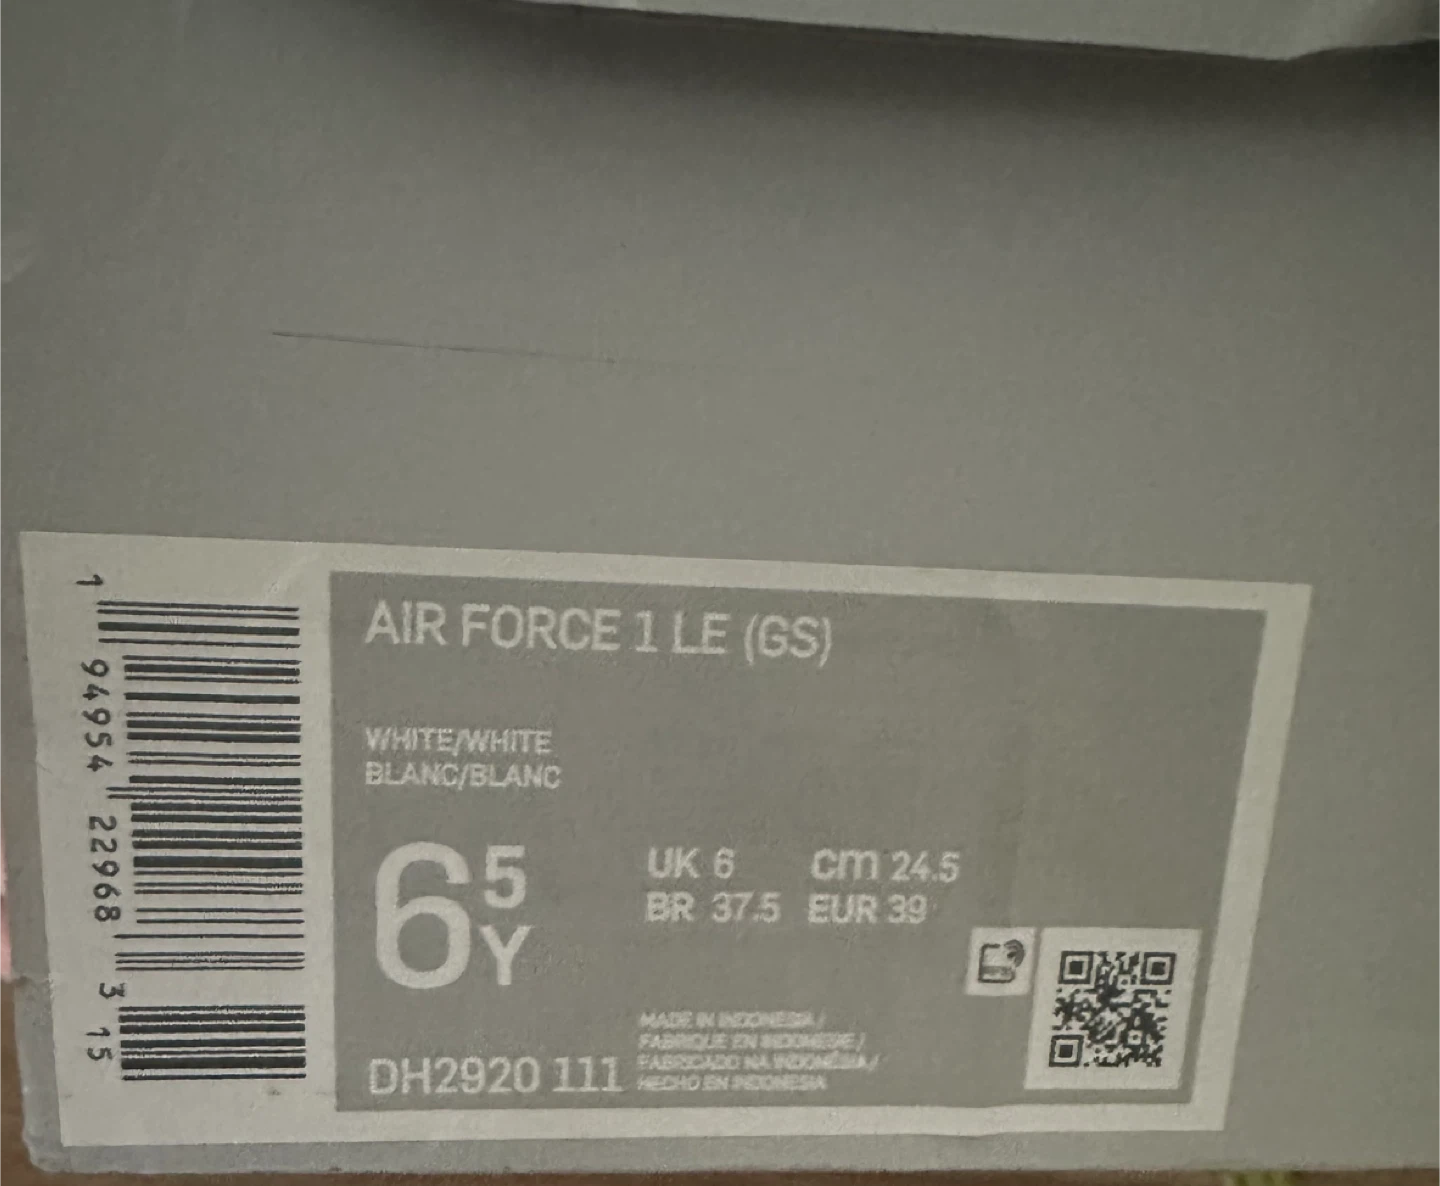 1 94954 22968 3 15
AIR FORCE 1 LE (GS)
WHITE/WHITE
BLANC/BLANC
6 5 Y
UK 6 cm 24.5
BR 37.5 EUR 39
MADE IN INDONESIA /
FABRIQUE EN INDONESIE /
FABRICADO NA INDONÉSIA /
HECHO EN INDONESIA
DH2920 111